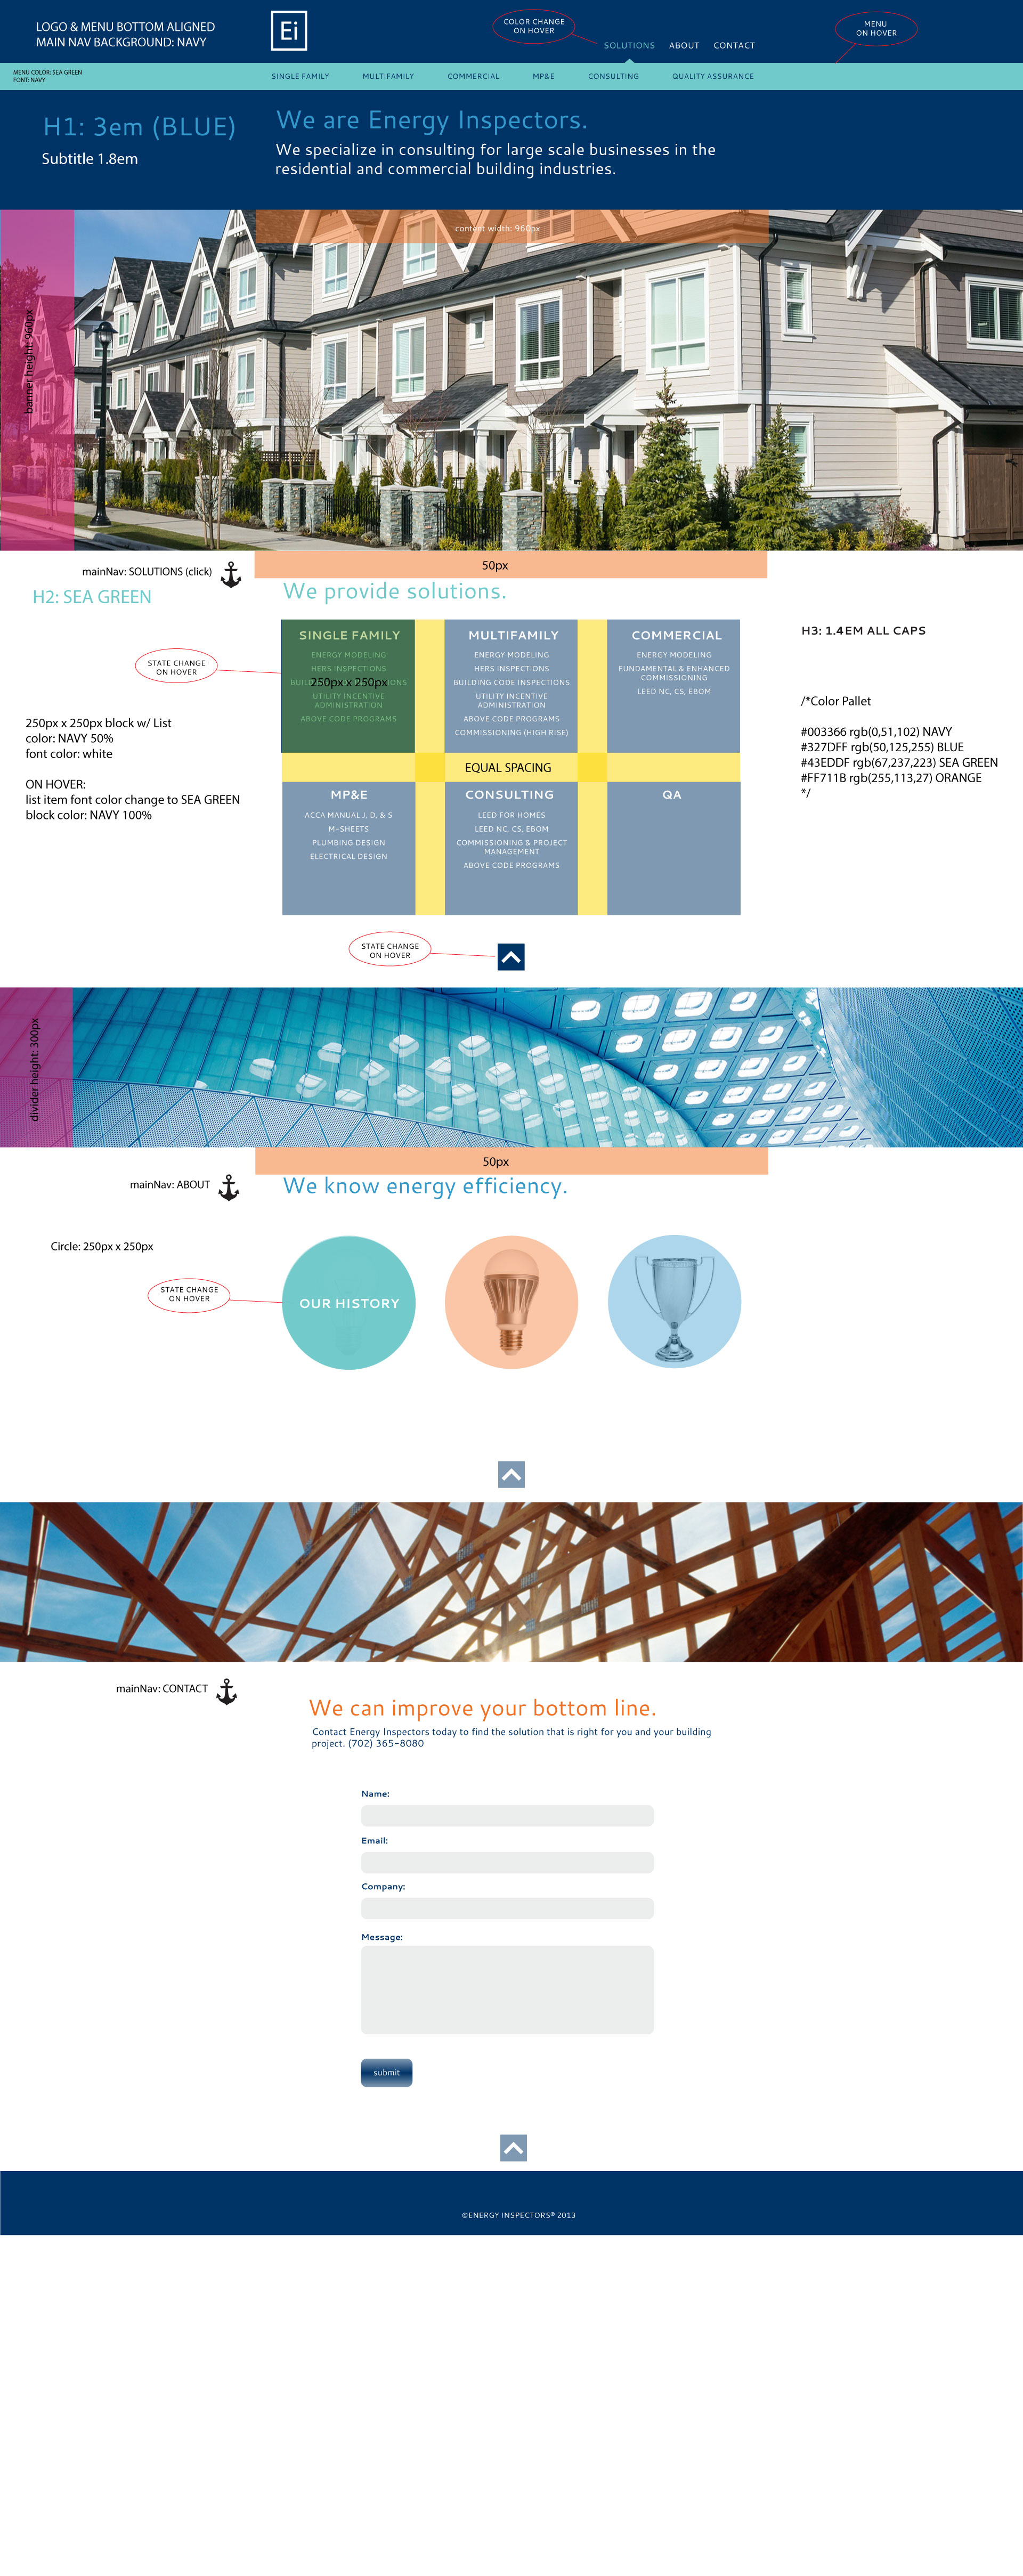 LOGO & MENU BOTTOM ALIGNED
MAIN NAV BACKGROUND: NAVY
Ei
COLOR CHANGE
ON HOVER
MENU
ON HOVER
SOLUTIONS ABOUT CONTACT
MENU COLOR: SEA GREEN
FONT: NAVY
SINGLE FAMILY MULTIFAMILY COMMERCIAL MP&E CONSULTING QUALITY ASSURANCE
H1: 3em (BLUE)
Subtitle 1.8em
We are Energy Inspectors.
We specialize in consulting for large scale businesses in the
residential and commercial building industries.
content width: 960px
banner height: 960px
50px
mainNav: SOLUTIONS (click)
H2: SEA GREEN
We provide solutions.
STATE CHANGE
ON HOVER
250px x 250px block w/ List
color: NAVY 50%
font color: white
ON HOVER:
list item font color change to SEA GREEN
block color: NAVY 100%
SINGLE FAMILY
ENERGY MODELING
HERS INSPECTIONS
250px x 250px
UTILITY INCENTIVE
ADMINISTRATION
ABOVE CODE PROGRAMS
MULTIFAMILY
ENERGY MODELING
HERS INSPECTIONS
BUILDING CODE INSPECTIONS
UTILITY INCENTIVE
ADMINISTRATION
ABOVE CODE PROGRAMS
COMMISSIONING (HIGH RISE)
COMMERCIAL
ENERGY MODELING
FUNDAMENTAL & ENHANCED
COMMISSIONING
LEED NC, CS, EBOM
H3: 1.4EM ALL CAPS
/*Color Pallet
#003366 rgb(0,51,102) NAVY
#327DFF rgb(50,125,255) BLUE
#43EDDF rgb(67,237,223) SEA GREEN
#FF711B rgb(255,113,27) ORANGE
*/
EQUAL SPACING
MP&E
ACCA MANUAL J, D, & S
M-SHEETS
PLUMBING DESIGN
ELECTRICAL DESIGN
CONSULTING
LEED FOR HOMES
LEED NC, CS, EBOM
COMMISSIONING & PROJECT
MANAGEMENT
ABOVE CODE PROGRAMS
QA
STATE CHANGE
ON HOVER
divider height: 300px
50px
mainNav: ABOUT
We know energy efficiency.
Circle: 250px x 250px
STATE CHANGE
ON HOVER
OUR HISTORY
mainNav: CONTACT
We can improve your bottom line.
Contact Energy Inspectors today to find the solution that is right for you and your building
project. (702) 365-8080
Name:
Email:
Company:
Message:
submit
©ENERGY INSPECTORS® 2013